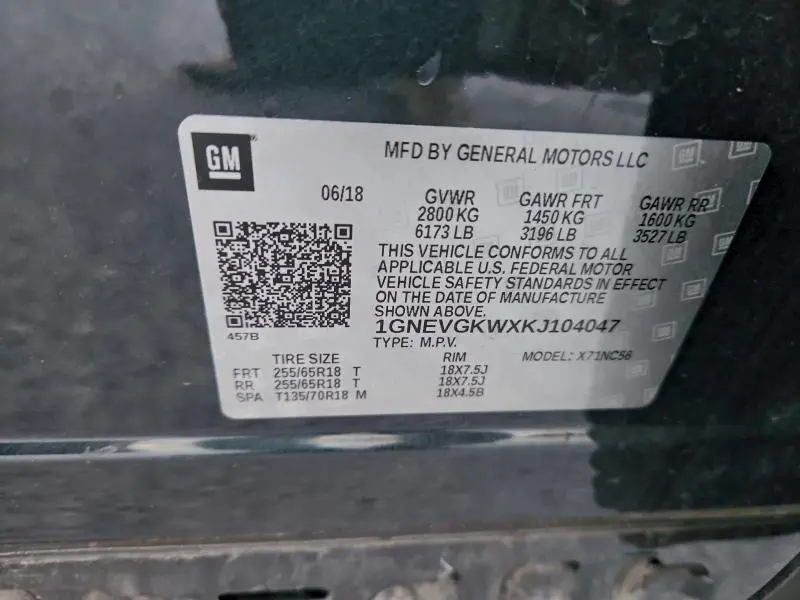 GM
MFD BY GENERAL MOTORS LLC
06/18 GVWR GAWR FRT GAWR RR
2800 KG 1450 KG 1600 KG
6173 LB 3196 LB 3527 LB
THIS VEHICLE CONFORMS TO ALL
APPLICABLE U.S. FEDERAL MOTOR
VEHICLE SAFETY STANDARDS IN EFFECT
ON THE DATE OF MANUFACTURE
SHOWN ABOVE.
1GNEVGKWXKJ104047
457B
TYPE: M.P.V. MODEL: X71NC56
TIRE SIZE RIM
FRT 255/65R18 T 18X7.5J
RR 255/65R18 T 18X7.5J
SPA T135/70R18 M 18X4.5B